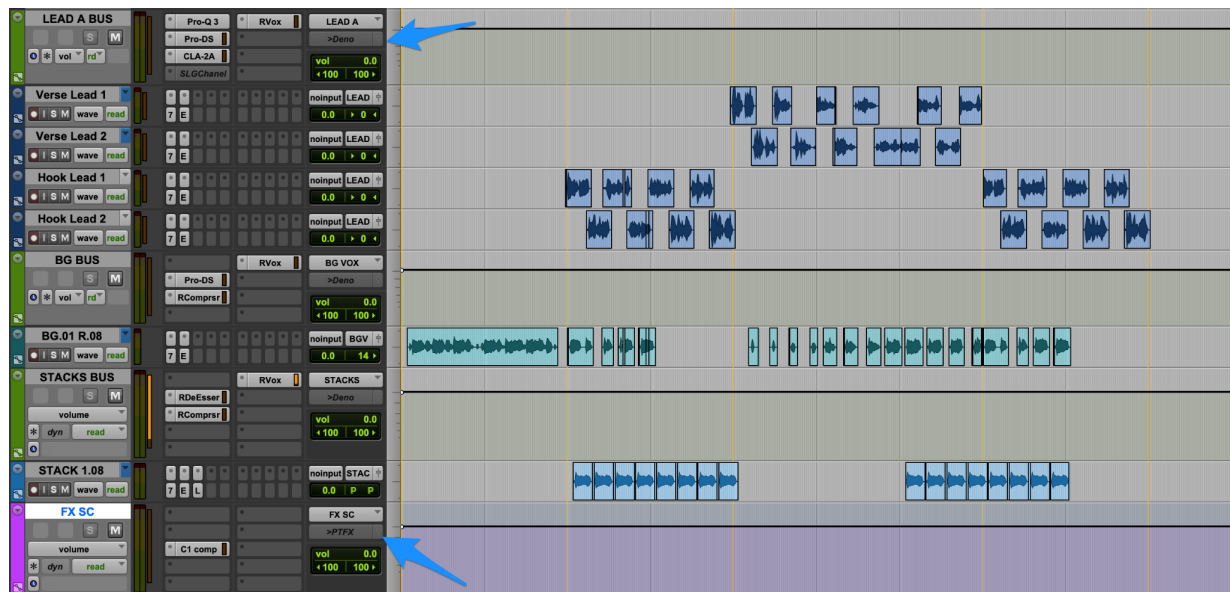 LEAD A BUS
S M
vol rd
Pro-Q 3
Pro-DS
CLA-2A
SLGChanel
RVox
LEAD A
>Deno
vol 0.0
100 100
Verse Lead 1
I S M wave read
7 E
noinput LEAD
0.0 0
Verse Lead 2
I S M wave read
7 E
noinput LEAD
0.0 0
Hook Lead 1
I S M wave read
7 E
noinput LEAD
0.0 0
Hook Lead 2
I S M wave read
7 E
noinput LEAD
0.0 0
BG BUS
S M
vol rd
Pro-DS
RComprsr
RVox
BG VOX
>Deno
vol 0.0
100 100
BG.01 R.08
I S M wave read
7 E
noinput BGV
0.0 14
STACKS BUS
S M
volume
* dyn read
RDeEsser
RComprsr
RVox
STACKS
>Deno
vol 0.0
100 100
STACK 1.08
I S M wave read
7 E L
noinput STAC
0.0 P P
FX SC
S M
volume
* dyn read
C1 comp
FX SC
>PTFX
vol 0.0
100 100